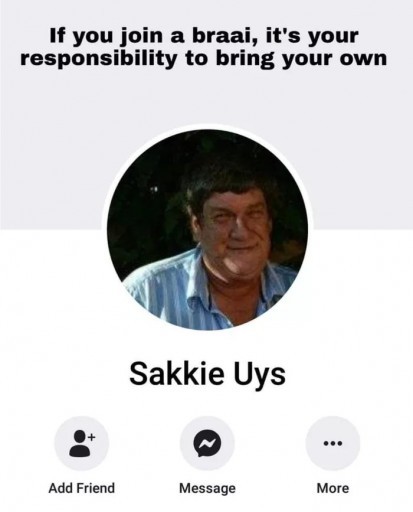 If you join a braai, it's your
responsibility to bring your own
Sakkie Uys
Add Friend
Message
More